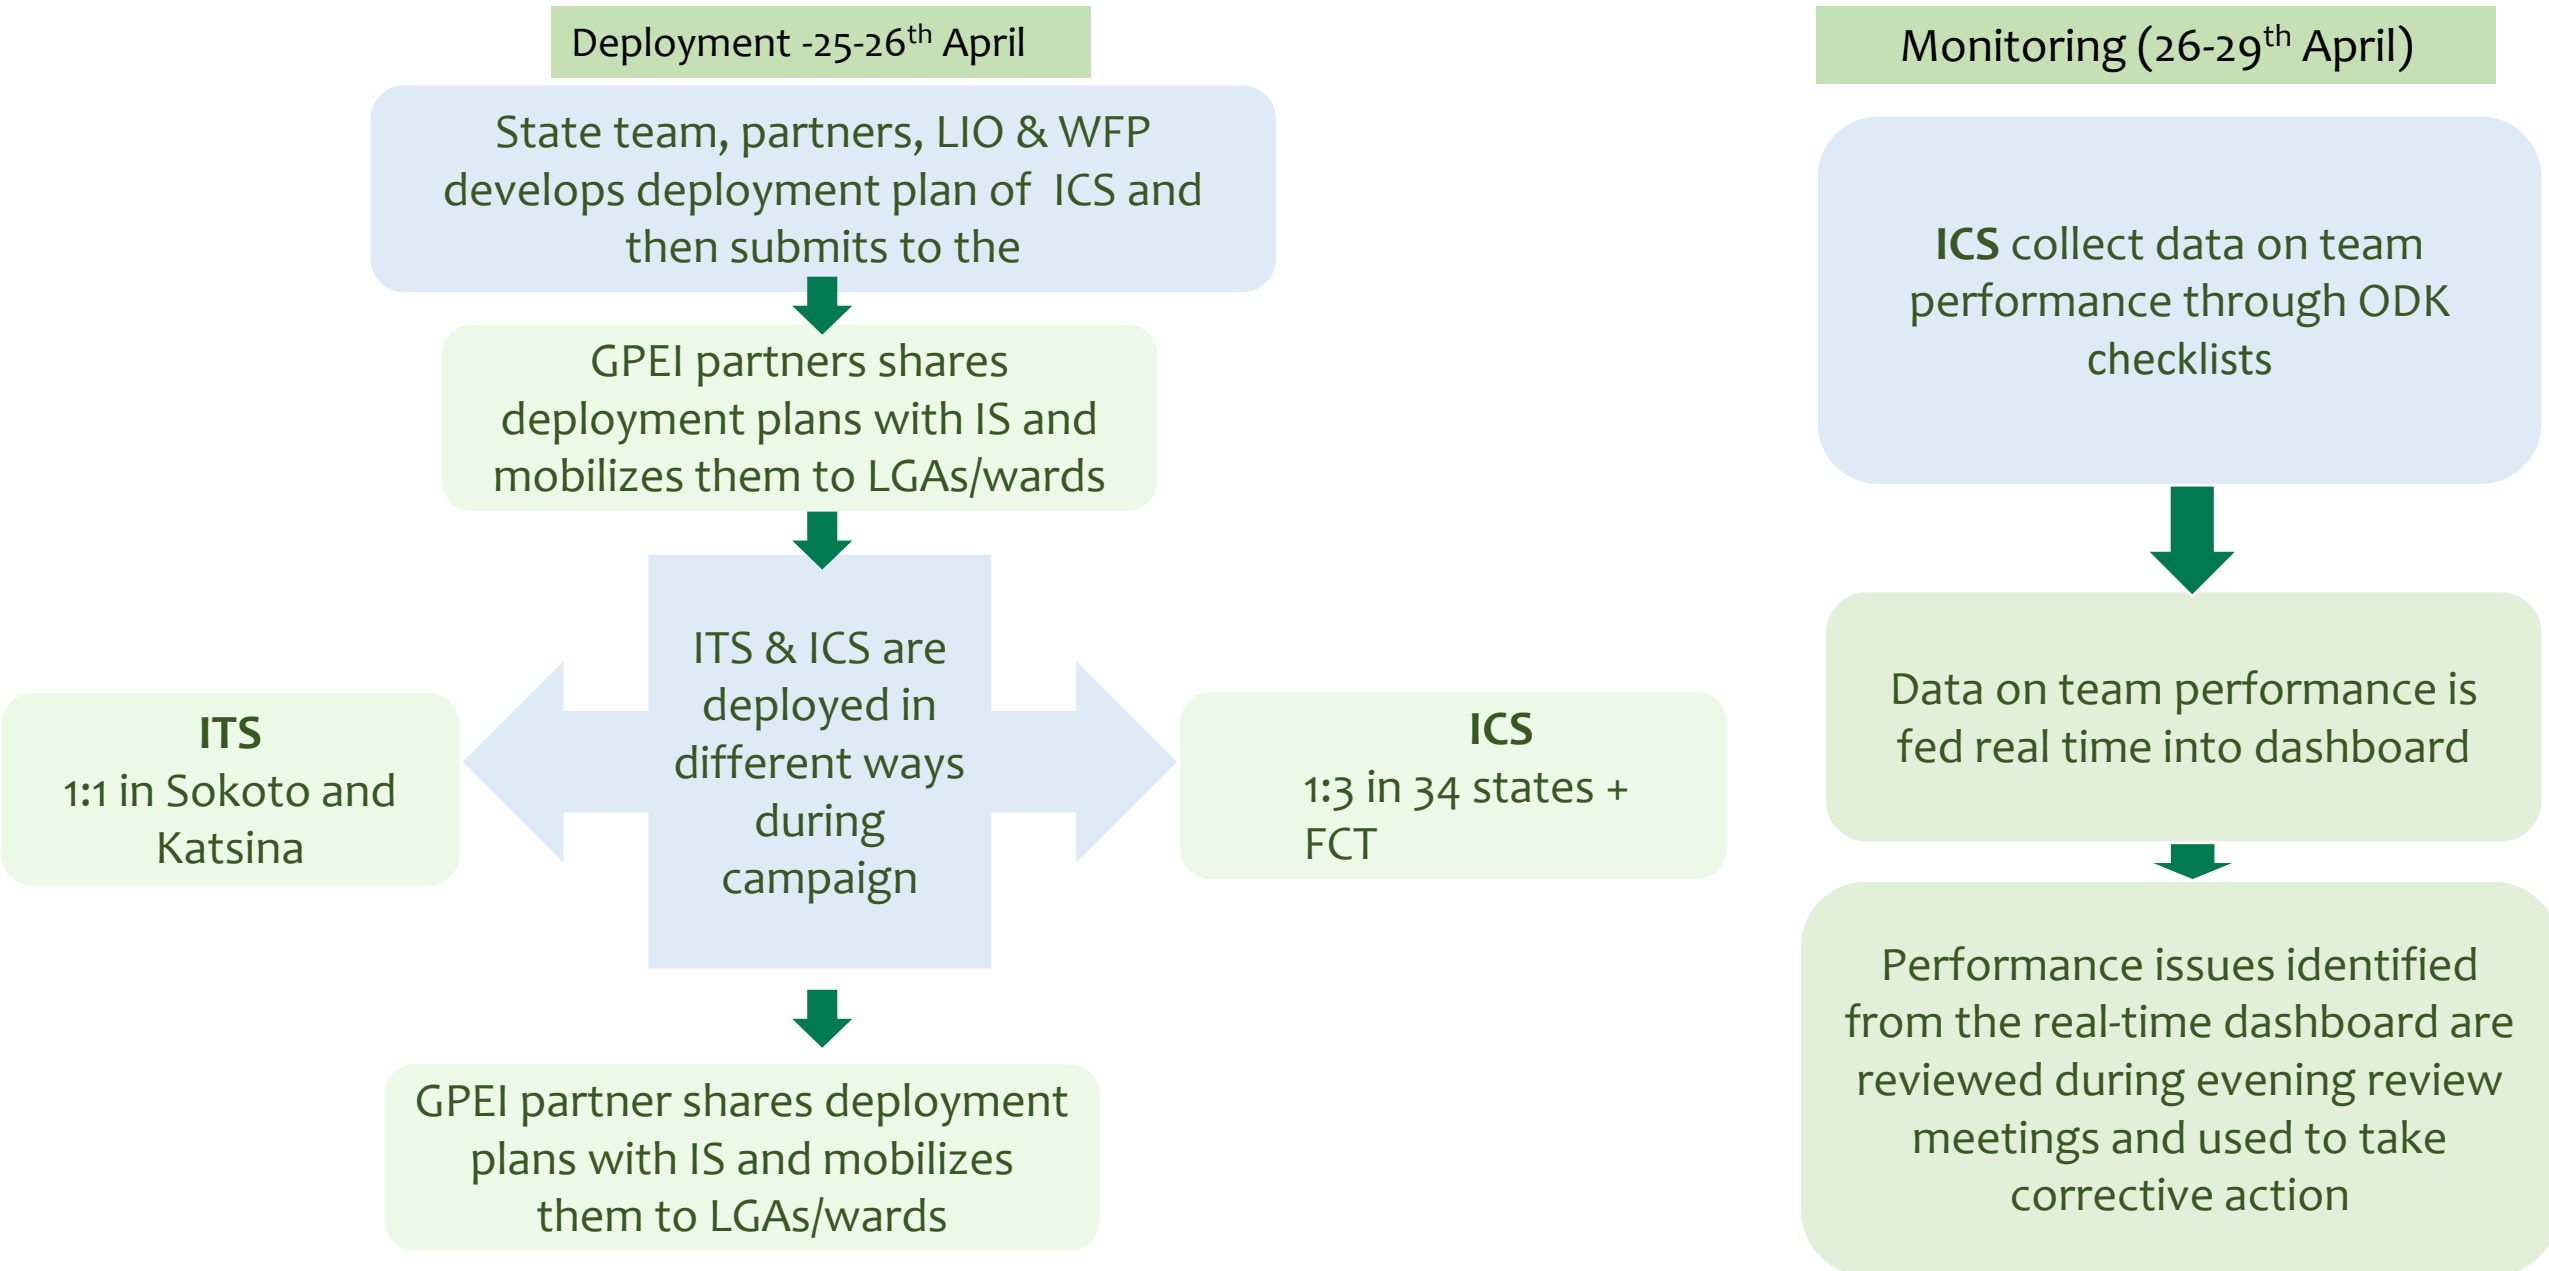 Deployment -25-26th April
State team, partners, LIO & WFP
develops deployment plan of ICS and
then submits to the
GPEI partners shares
deployment plans with IS and
mobilizes them to LGAs/wards
ITS & ICS are
deployed in
different ways
during
campaign
ITS
1:1 in Sokoto and
Katsina
ICS
1:3 in 34 states +
FCT
GPEI partner shares deployment
plans with IS and mobilizes
them to LGAs/wards
Monitoring (26-29th April)
ICS collect data on team
performance through ODK
checklists
Data on team performance is
fed real time into dashboard
Performance issues identified
from the real-time dashboard are
reviewed during evening review
meetings and used to take
corrective action